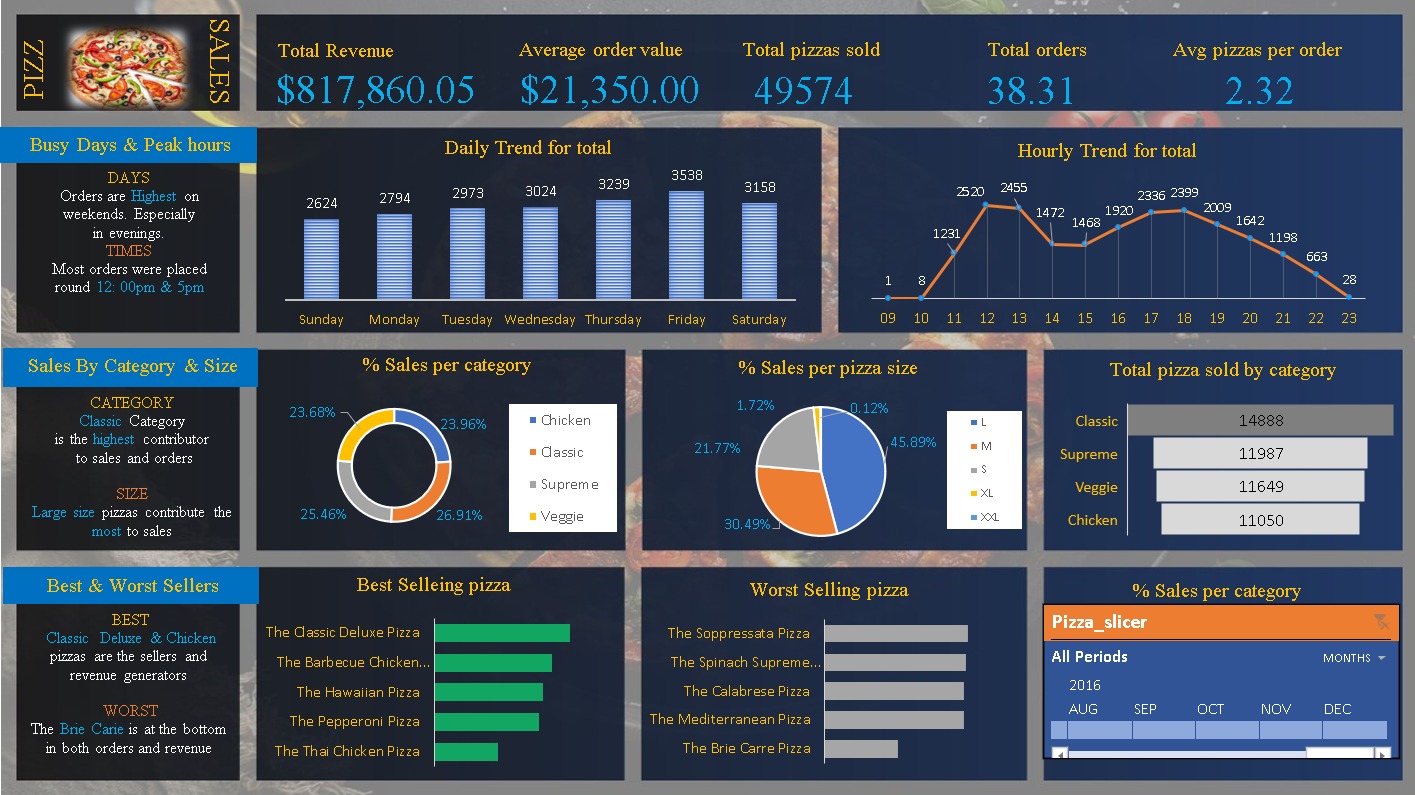 PIZZ
SALES
Total Revenue
$817,860.05
Average order value
$21,350.00
Total pizzas sold
49574
Total orders
38.31
Avg pizzas per order
2.32
Busy Days & Peak hours
DAYS
Orders are Highest on
weekends. Especially
in evenings.
TIMES
Most orders were placed
round 12: 00pm & 5pm
Daily Trend for total
2624
2794
2973
3024
3239
3538
3158
Sunday
Monday
Tuesday
Wednesday
Thursday
Friday
Saturday
Hourly Trend for total
1
8
1231
2520
2455
1472
1468
1920
2336
2399
2009
1642
1198
663
28
09
10
11
12
13
14
15
16
17
18
19
20
21
22
23
Sales By Category & Size
CATEGORY
Classic Category
is the highest contributor
to sales and orders
SIZE
Large size pizzas contribute the
most to sales
% Sales per category
23.68%
23.96%
25.46%
26.91%
Chicken
Classic
Supreme
Veggie
% Sales per pizza size
1.72%
0.12%
21.77%
45.89%
30.49%
L
M
S
XL
XXL
Total pizza sold by category
Classic 14888
Supreme 11987
Veggie 11649
Chicken 11050
Best & Worst Sellers
BEST
Classic Deluxe & Chicken
pizzas are the sellers and
revenue generators
WORST
The Brie Carie is at the bottom
in both orders and revenue
Best Selleing pizza
The Classic Deluxe Pizza
The Barbecue Chicken...
The Hawaiian Pizza
The Pepperoni Pizza
The Thai Chicken Pizza
Worst Selling pizza
The Soppressata Pizza
The Spinach Supreme...
The Calabrese Pizza
The Mediterranean Pizza
The Brie Carre Pizza
% Sales per category
Pizza_slicer
All Periods
MONTHS
2016
AUG
SEP
OCT
NOV
DEC